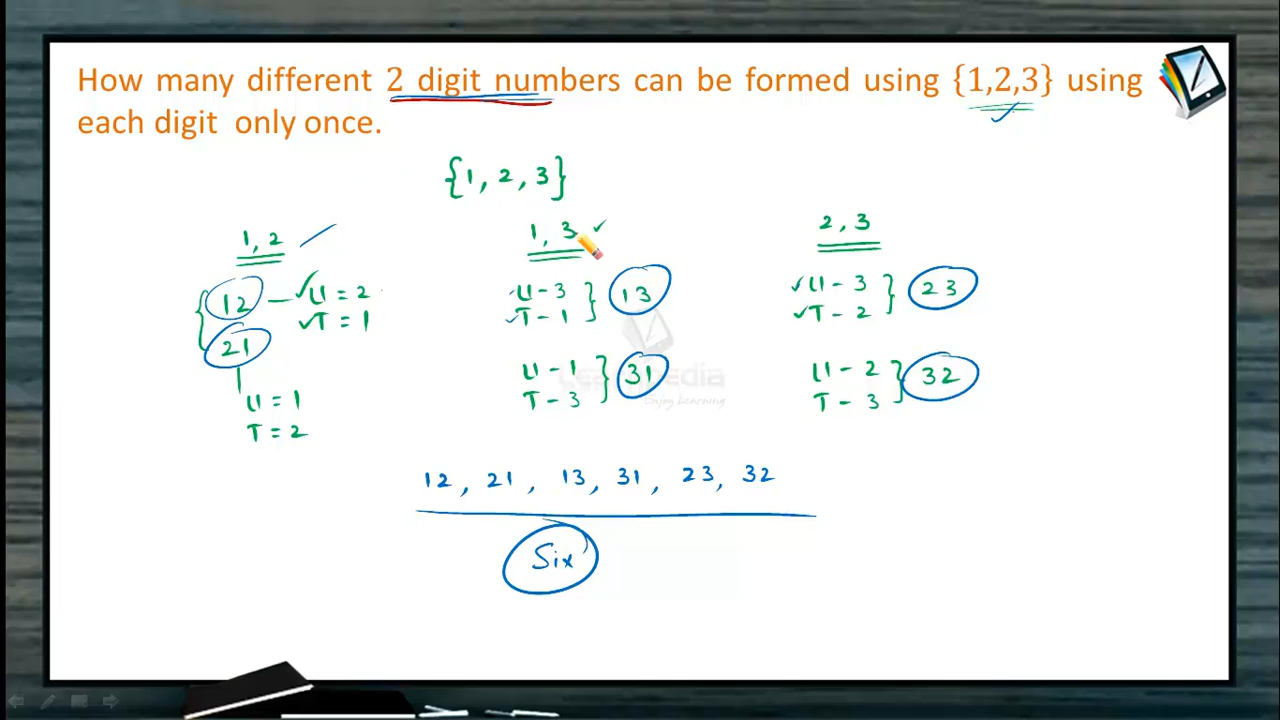 How many different 2 digit numbers can be formed using {1,2,3} using
each digit only once.
{1, 2, 3}
1, 2
12 — U = 2
T = 1
21
U = 1
T = 2
1, 3
U - 3
T - 1
13
U - 1
T - 3
31
2, 3
U - 3
T - 2
23
U - 2
T - 3
32
Enjoy Learning
12, 21, 13, 31, 23, 32
Six